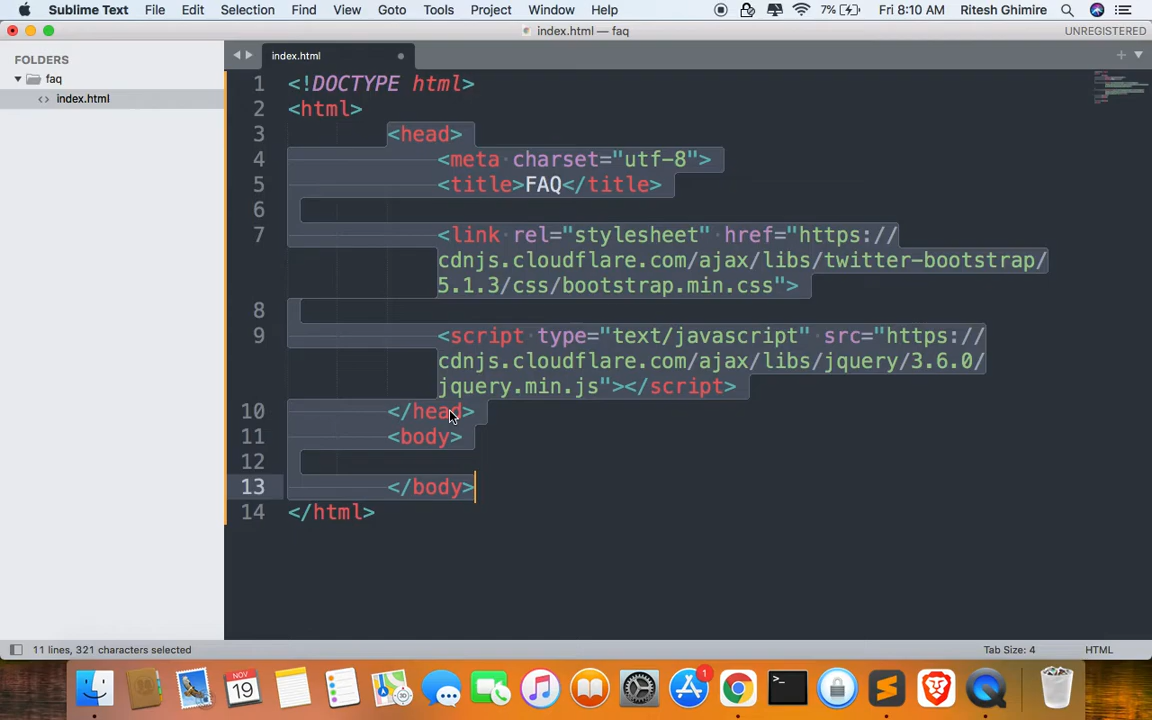 Sublime Text File Edit Selection Find View Goto Tools Project Window Help 7% Fri 8:10 AM Ritesh Ghimire
index.html — faq UNREGISTERED
FOLDERS
faq
index.html
index.html
1 <!DOCTYPE html>
2 <html>
3 <head>
4 <meta charset="utf-8">
5 <title>FAQ</title>
6
7 <link rel="stylesheet" href="https://
cdnjs.cloudflare.com/ajax/libs/twitter-bootstrap/
5.1.3/css/bootstrap.min.css">
8
9 <script type="text/javascript" src="https://
cdnjs.cloudflare.com/ajax/libs/jquery/3.6.0/
jquery.min.js"></script>
10 </head>
11 <body>
12
13 </body>
14 </html>
11 lines, 321 characters selected Tab Size: 4 HTML
NOV
19
1